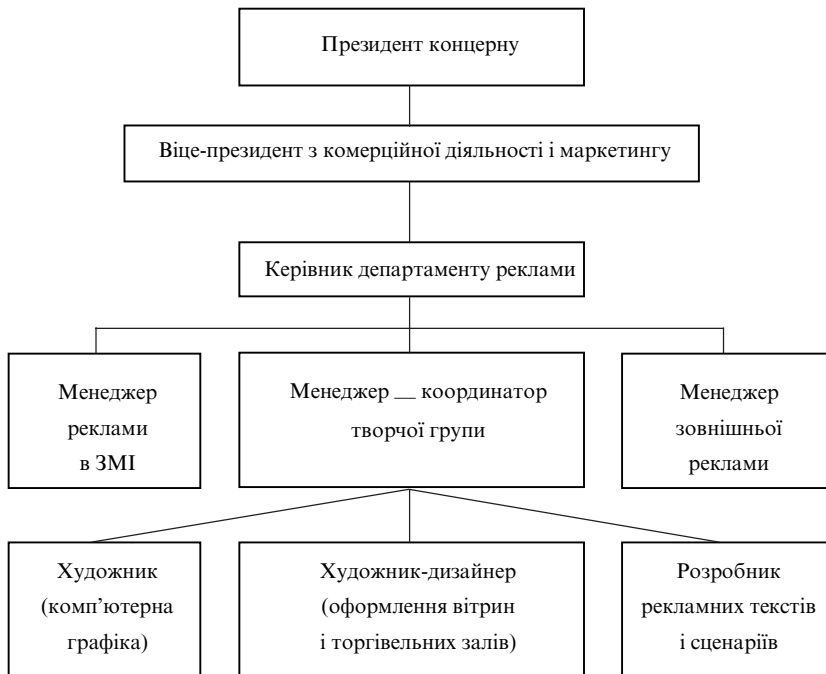 Президент концерну
Віце-президент з комерційної діяльності і маркетингу
Керівник департаменту реклами
Менеджер
реклами
в ЗМІ
Менеджер — координатор
творчої групи
Менеджер
зовнішньої
реклами
Художник
(комп’ютерна
графіка)
Художник-дизайнер
(оформлення вітрин
і торгівельних залів)
Розробник
рекламних текстів
і сценаріїв